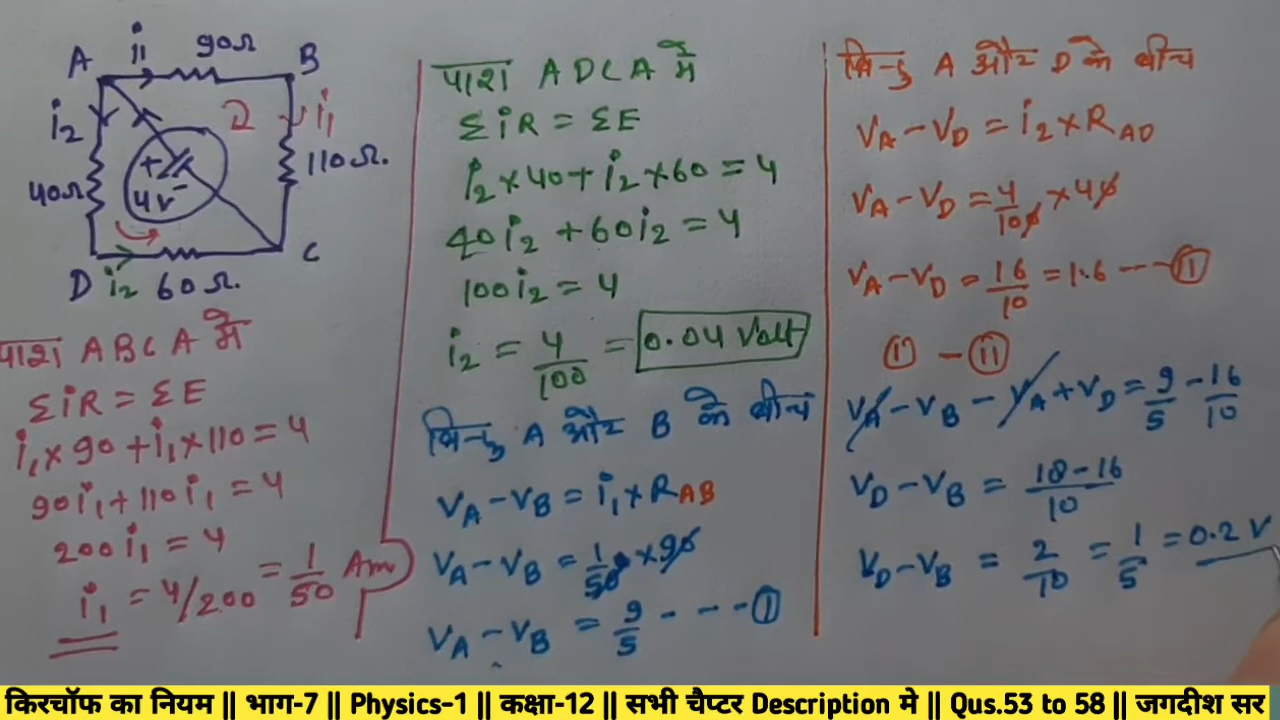 A i1 90Ω B
i2 2 i1
40Ω + 4V - 110Ω.
D i2 60Ω. C
पाश ABCA में
ΣiR = ΣE
i₁×90 + i₁×110 = 4
90i₁ + 110i₁ = 4
200i₁ = 4
i₁ = 4/200 = 1/50 Am
पाश ADCA में
ΣiR = ΣE
i₂×40 + i₂×60 = 4
40i₂ + 60i₂ = 4
100i₂ = 4
i₂ = 4/100 = 0.04 Volt
बिन्दु A और B के बीच
VA - VB = i₁×RAB
VA - VB = 1/50 × 90
VA - VB = 9/5 - - - ①
बिन्दु A और D के बीच
VA - VD = i₂×RAD
VA - VD = 4/100 × 40
VA - VD = 16/10 = 1.6 - - - ⑪
① - ⑪
VA - VB - VA + VD = 9/5 - 16/10
VD - VB = 18-16/10
VD - VB = 2/10 = 1/5 = 0.2 V
किरचॉफ का नियम || भाग-7 || Physics-1 || कक्षा-12 || सभी चैप्टर Description मे || Qus.53 to 58 || जगदीश सर